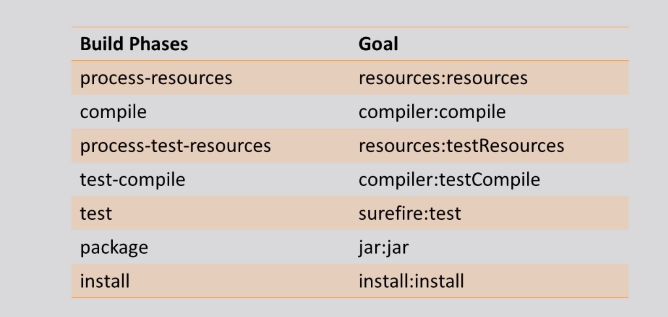 Build Phases Goal
process-resources resources:resources
compile compiler:compile
process-test-resources resources:testResources
test-compile compiler:testCompile
test surefire:test
package jar:jar
install install:install